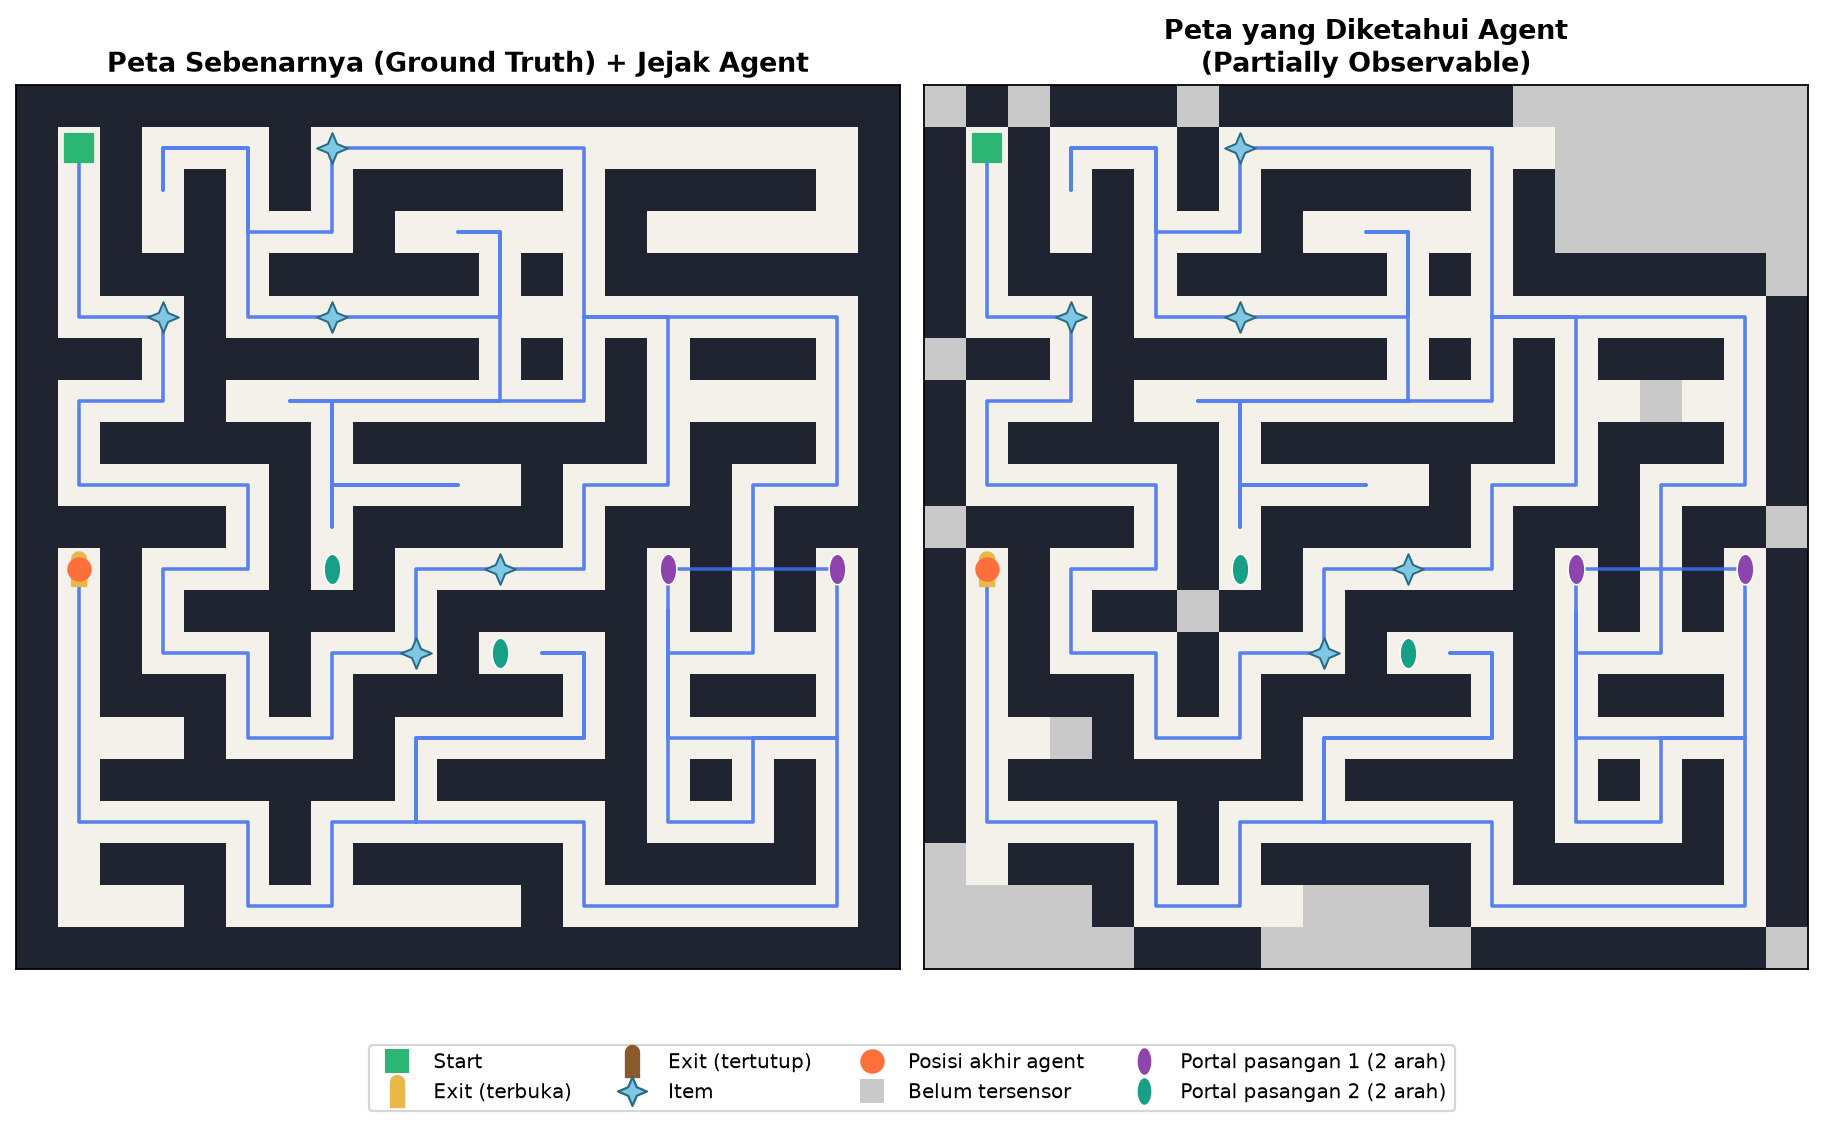 Peta Sebenarnya (Ground Truth) + Jejak Agent
Peta yang Diketahui Agent
(Partially Observable)
Start
Exit (terbuka)
Exit (tertutup)
Item
Posisi akhir agent
Belum tersensor
Portal pasangan 1 (2 arah)
Portal pasangan 2 (2 arah)